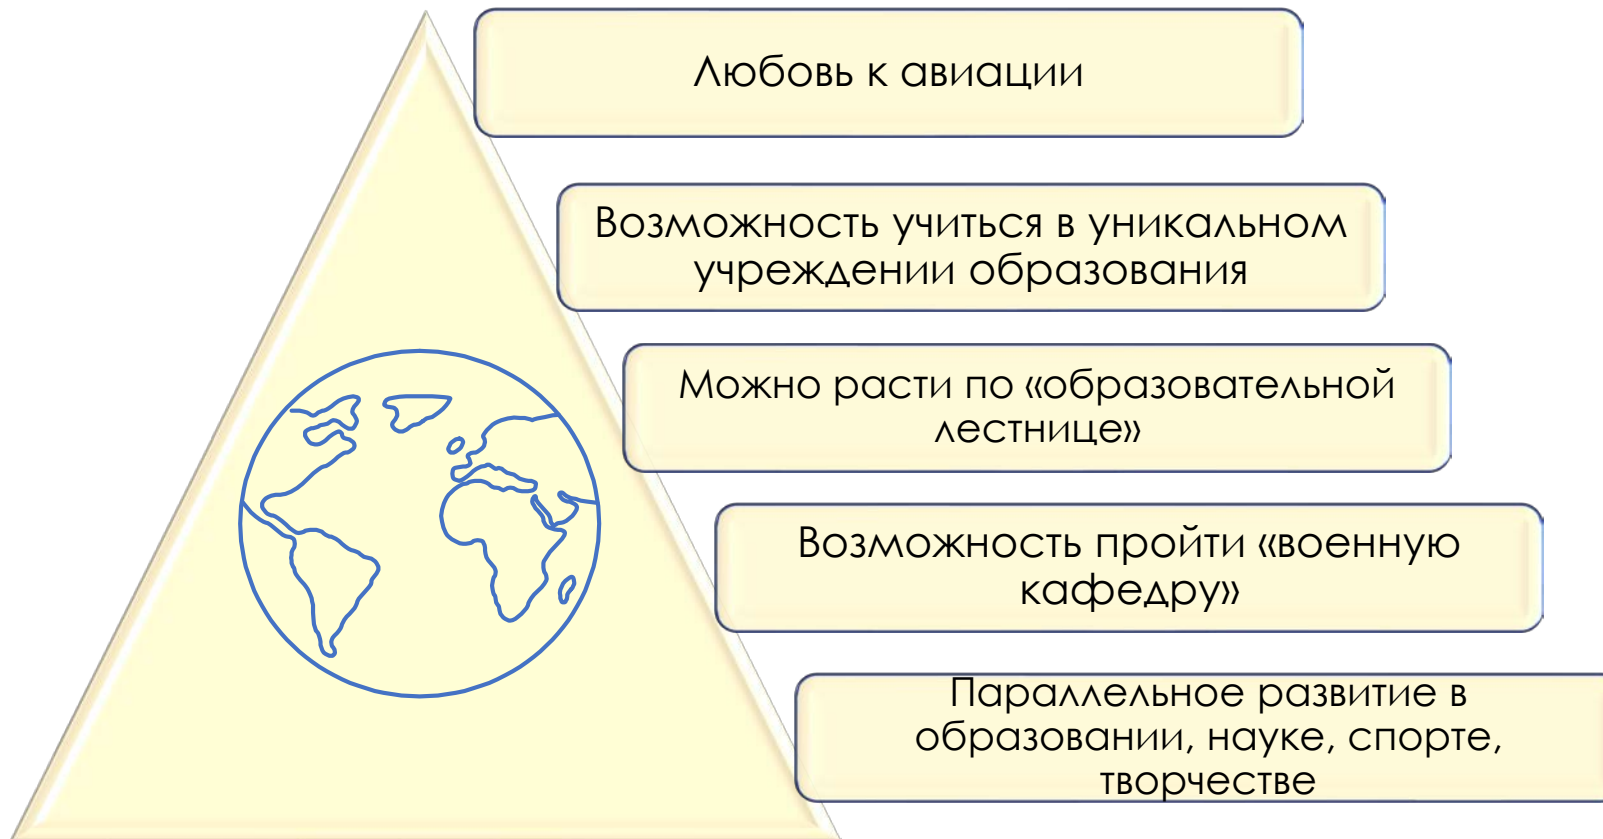 Любовь к авиации
Возможность учиться в уникальном
учреждении образования
Можно расти по «образовательной
лестнице»
Возможность пройти «военную
кафедру»
Параллельное развитие в
образовании, науке, спорте,
творчестве